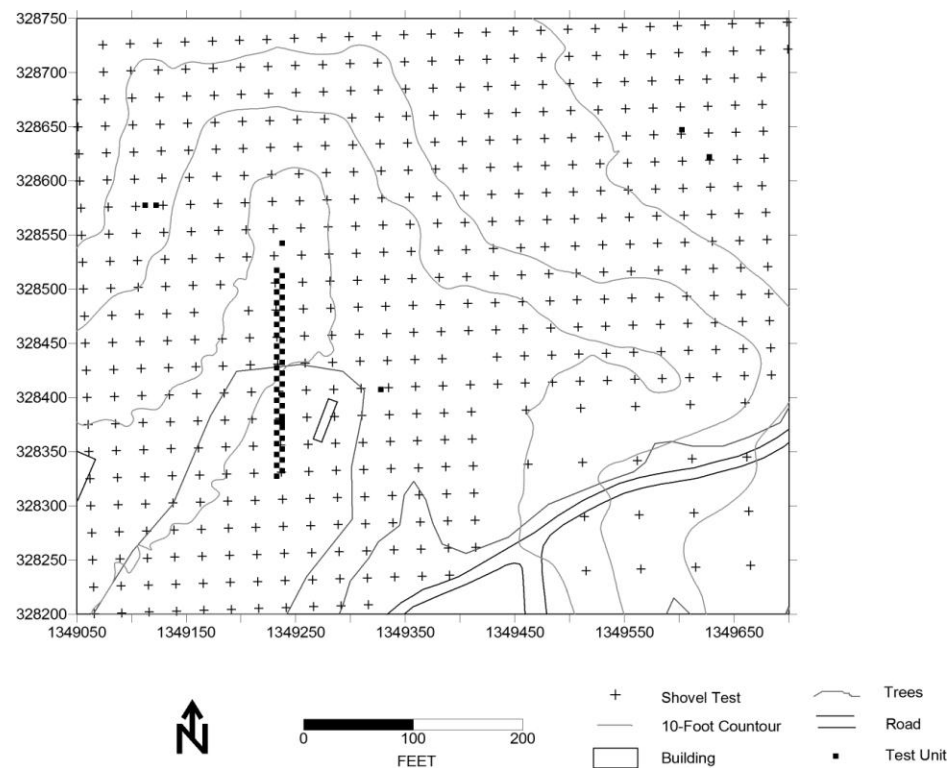 328750
328700
328650
328600
328550
328500
328450
328400
328350
328300
328250
328200
1349050 1349150 1349250 1349350 1349450 1349550 1349650
N
0 100 200
FEET
Shovel Test
10-Foot Countour
Building
Trees
Road
Test Unit